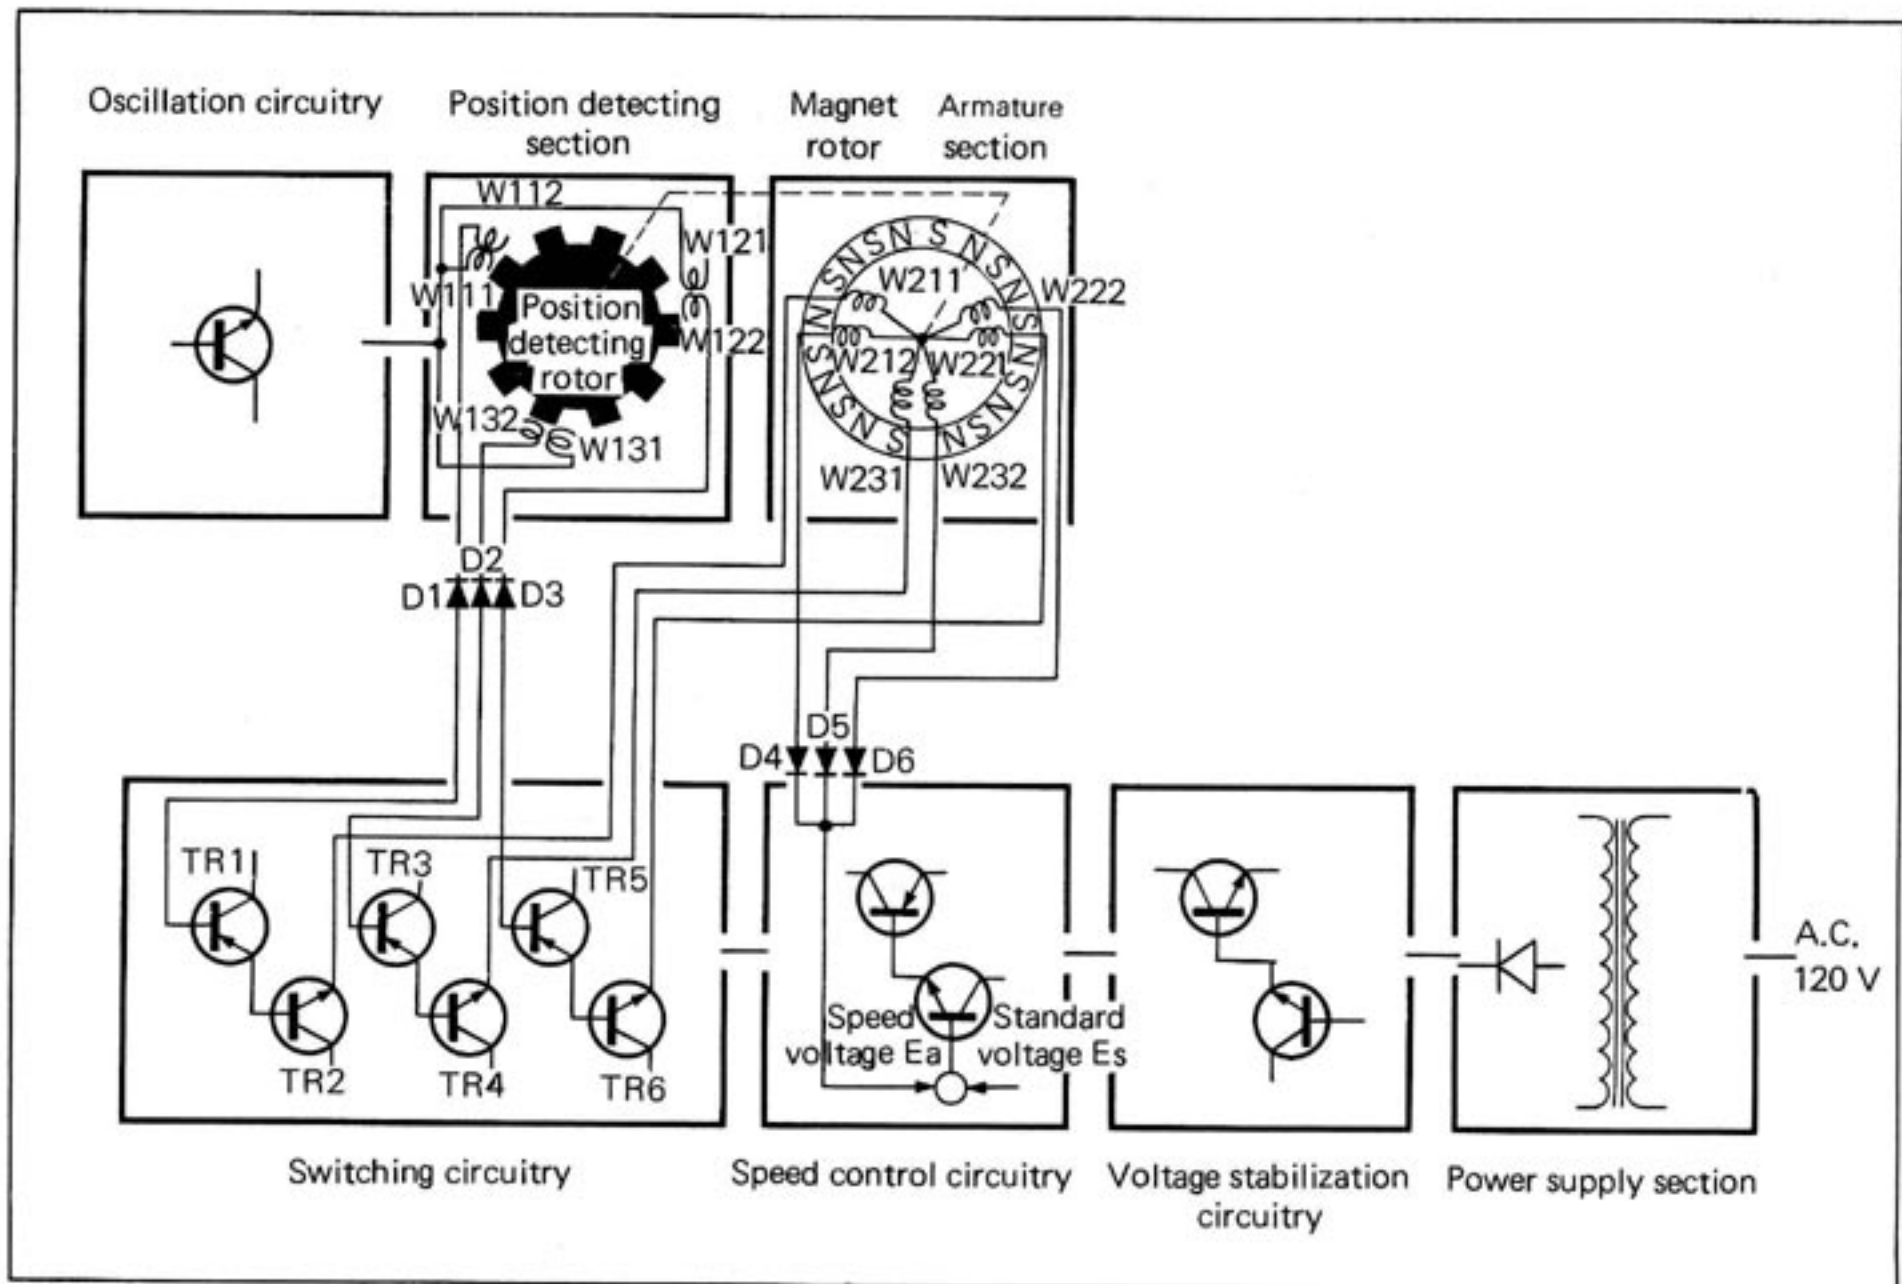 Oscillation circuitry
Position detecting
section
Magnet
rotor
Armature
section
W112
W121
W111
W122
Position
detecting
rotor
W132
W131
S N S N S N S N S N S N S N S N S N S N
W211
W222
W212
W221
W231
W232
D2
D1
D3
D5
D4
D6
TR1
TR3
TR5
TR2
TR4
TR6
Speed
voltage Ea
Standard
voltage Es
A.C.
120 V
Switching circuitry
Speed control circuitry
Voltage stabilization
circuitry
Power supply section